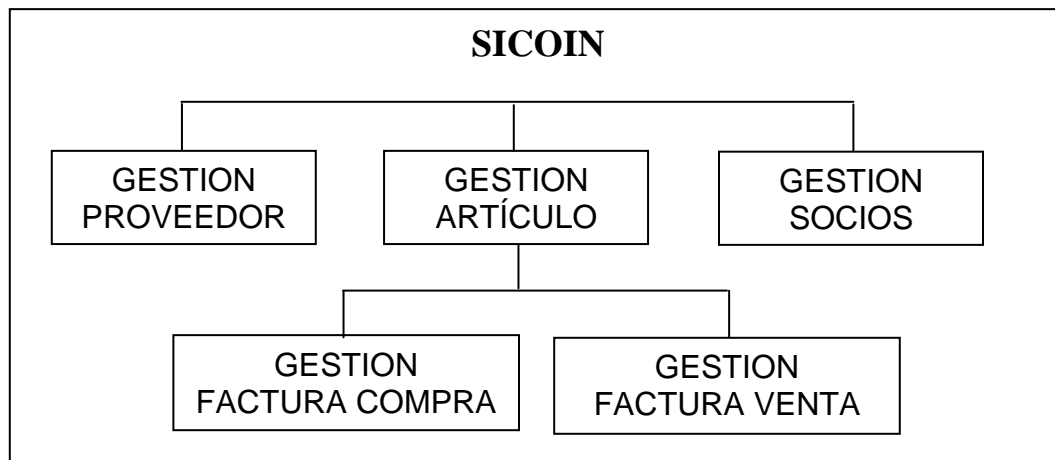 SICOIN
GESTION
PROVEEDOR
GESTION
ARTÍCULO
GESTION
SOCIOS
GESTION
FACTURA COMPRA
GESTION
FACTURA VENTA